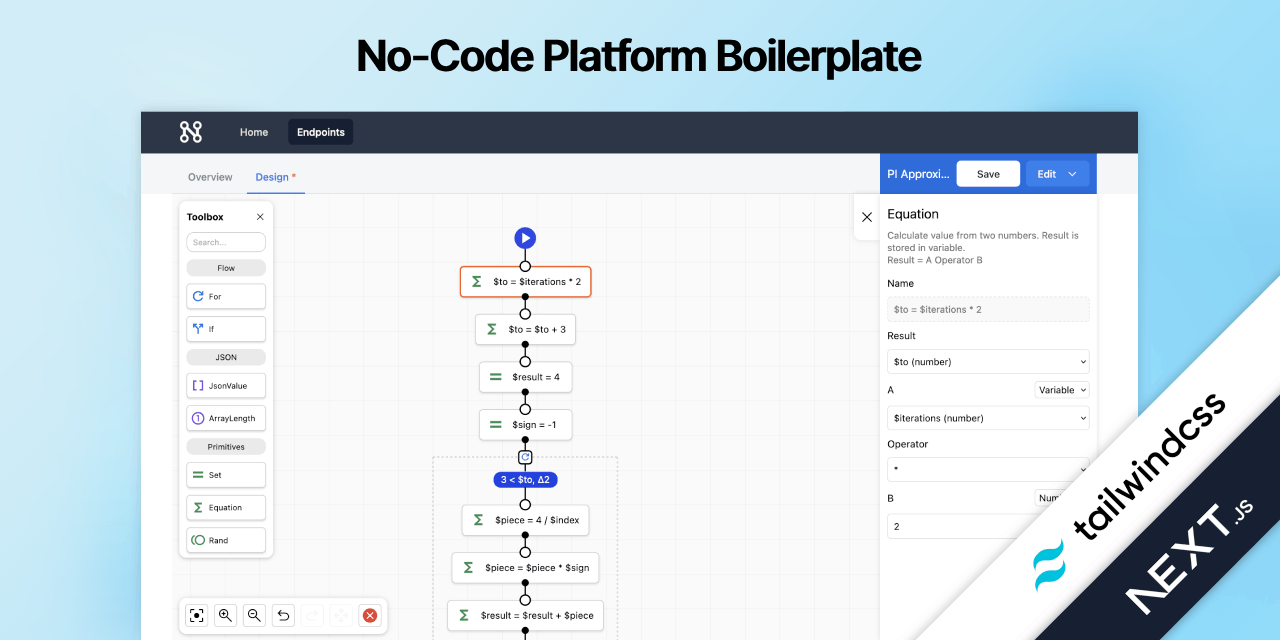 No-Code Platform Boilerplate
Home
Endpoints
Overview
Design *
PI Approxi...
Save
Edit
Toolbox
Search...
Flow
For
If
JSON
JsonValue
ArrayLength
Primitives
Set
Equation
Rand
$to = $iterations * 2
$to = $to + 3
$result = 4
$sign = -1
3 < $to, Δ2
$piece = 4 / $index
$piece = $piece * $sign
$result = $result + $piece
Equation
Calculate value from two numbers. Result is
stored in variable.
Result = A Operator B
Name
$to = $iterations * 2
Result
$to (number)
A
Variable
$iterations (number)
Operator
*
B
Num
2
tailwindcss
NEXT.JS